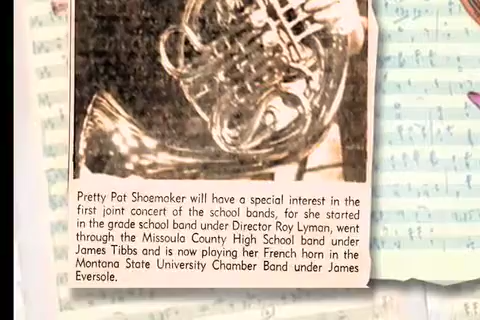 Pretty Pat Shoemaker will have a special interest in the
first joint concert of the school bands, for she started
in the grade school band under Director Roy Lyman, went
through the Missoula County High School band under
James Tibbs and is now playing her French horn in the
Montana State University Chamber Band under James
Eversole.